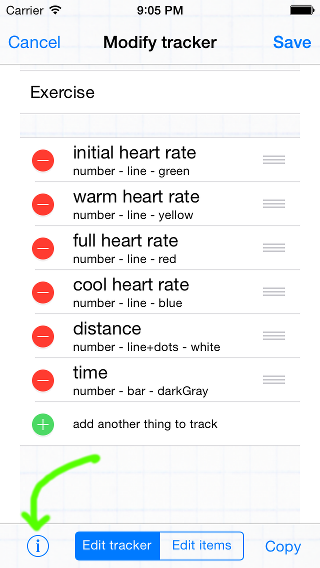 Carrier 9:05 PM
Cancel Modify tracker Save
Exercise
initial heart rate
number - line - green
warm heart rate
number - line - yellow
full heart rate
number - line - red
cool heart rate
number - line - blue
distance
number - line+dots - white
time
number - bar - darkGray
add another thing to track
i Edit tracker Edit items Copy